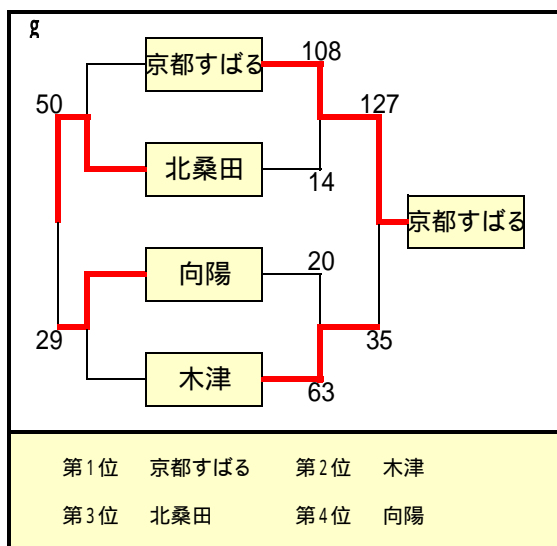 g
京都すばる 108
50 127
北桑田
14
京都すばる
向陽 20
29 35
木津 63
第1位 京都すばる 第2位 木津
第3位 北桑田 第4位 向陽